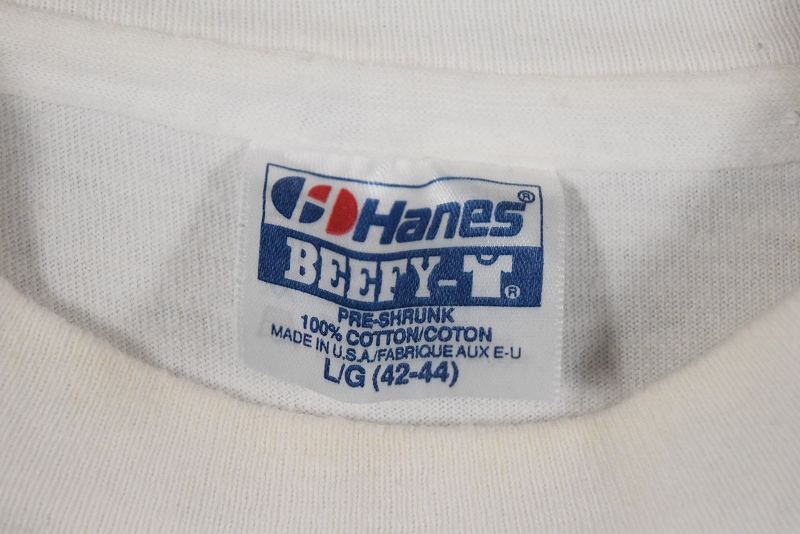 Hanes®
BEEFY-®
PRE-SHRUNK
100% COTTON/COTON
MADE IN U.S.A./FABRIQUE AUX E-U
L/G (42-44)